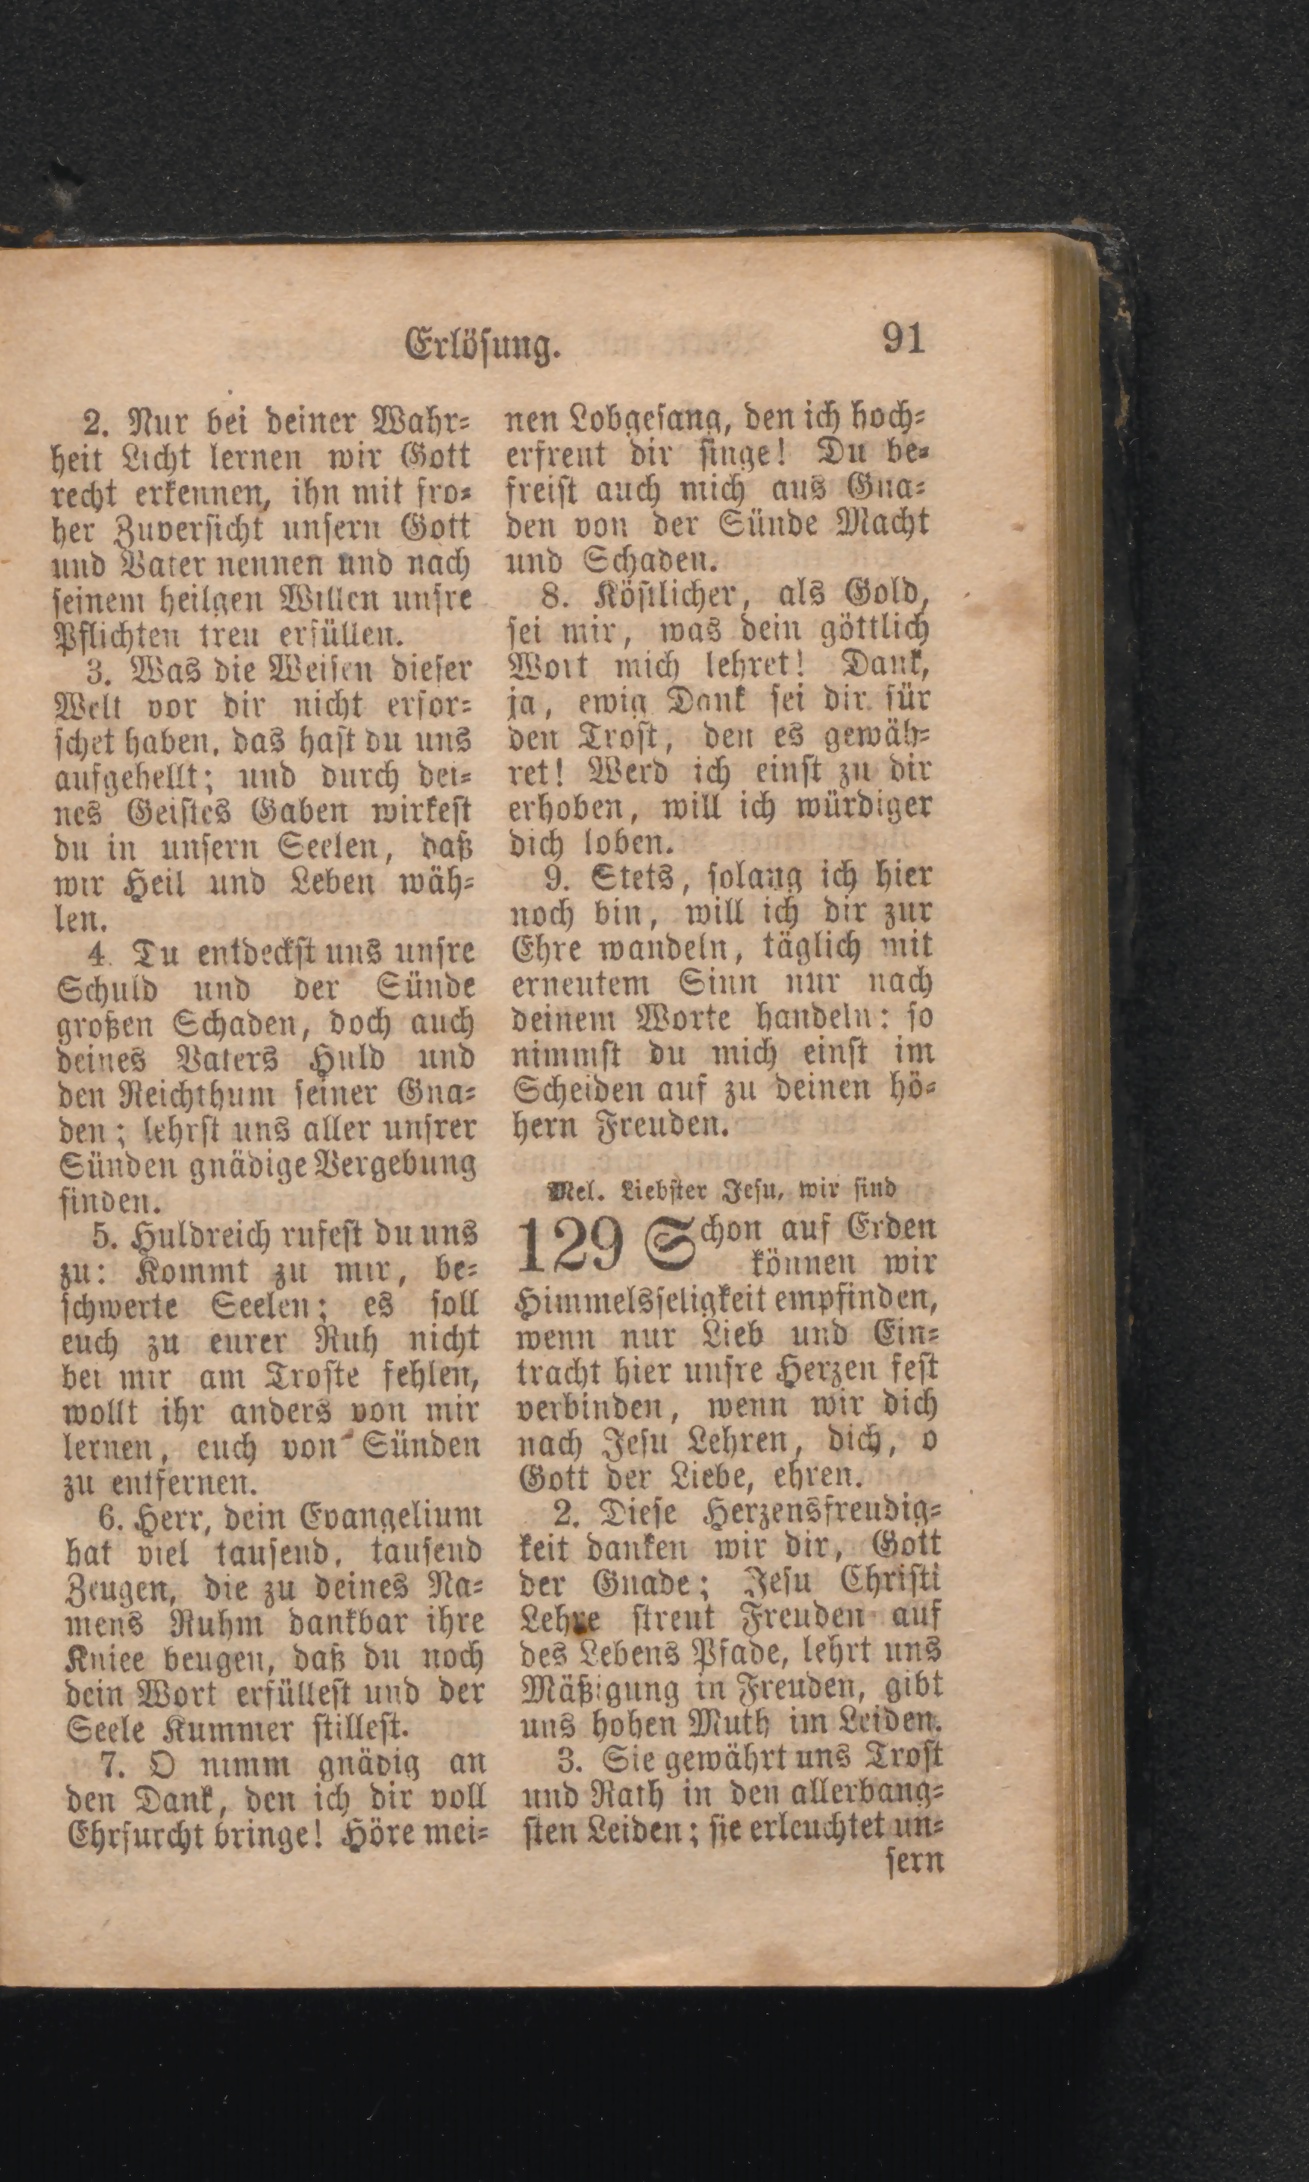 Erlösung.
91
2. Nur bei deiner Wahr-
heit Licht lernen wir Gott
recht erkennen, ihn mit fro-
her Zuversicht unsern Gott
und Vater nennen und nach
seinem heilgen Willen unsre
Pflichten treu erfüllen.
3. Was die Weisen dieser
Welt vor dir nicht erfor-
schet haben, das hast du uns
aufgehellt; und durch dei-
nes Geistes Gaben wirkest
du in unsern Seelen, daß
wir Heil und Leben wäh-
len.
4. Du entdeckst uns unsre
Schuld und der Sünde
großen Schaden, doch auch
deines Vaters Huld und
den Reichthum seiner Gna-
den; lehrst uns aller unsrer
Sünden gnädige Vergebung
finden.
5. Huldreich rufest du uns
zu: Kommt zu mir, be-
schwerte Seelen; es soll
euch zu eurer Ruh nicht
bei mir am Troste fehlen,
wollt ihr anders von mir
lernen, euch von Sünden
zu entfernen.
6. Herr, dein Evangelium
hat viel tausend, tausend
Zeugen, die zu deines Na-
mens Ruhm dankbar ihre
Kniee beugen, daß du noch
dein Wort erfüllest und der
Seele Kummer stillest.
7. O nimm gnädig an
den Dank, den ich dir voll
Ehrfurcht bringe! Höre mei-
nen Lobgesang, den ich hoch-
erfreut dir singe! Du be-
freist auch mich aus Gna-
den von der Sünde Macht
und Schaden.
8. Köstlicher, als Gold,
sei mir, was dein göttlich
Wort mich lehret! Dank,
ja, ewig Dank sei dir für
den Trost, den es gewäh-
ret! Werd ich einst zu dir
erhoben, will ich würdiger
dich loben.
9. Stets, solang ich hier
noch bin, will ich dir zur
Ehre wandeln, täglich mit
erneutem Sinn nur nach
deinem Worte handeln: so
nimmst du mich einst im
Scheiden auf zu deinen hö-
hern Freuden.
Mel. Liebster Jesu, wir sind
129 Schon auf Erden
können wir
Himmelsseligkeit empfinden,
wenn nur Lieb und Ein-
tracht hier unsre Herzen fest
verbinden, wenn wir dich
nach Jesu Lehren, dich, o
Gott der Liebe, ehren.
2. Diese Herzensfreudig-
keit danken wir dir, Gott
der Gnade; Jesu Christi
Lehre streut Freuden auf
des Lebens Pfade, lehrt uns
Mäßigung in Freuden, gibt
uns hohen Muth im Leiden.
3. Sie gewährt uns Trost
und Rath in den allerbang-
sten Leiden; sie erleuchtet un-
sern